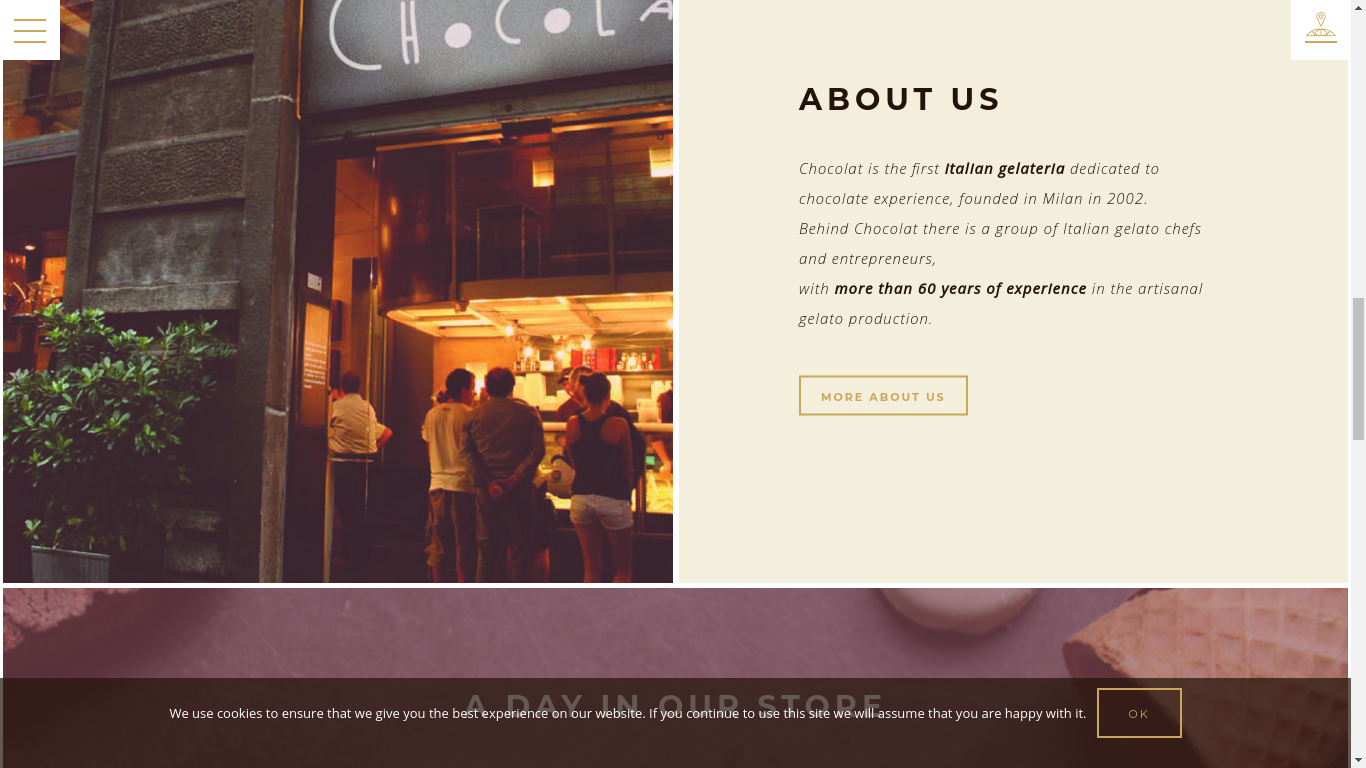 CHOCOLA
ABOUT US
Chocolat is the first Italian gelateria dedicated to
chocolate experience, founded in Milan in 2002.
Behind Chocolat there is a group of Italian gelato chefs
and entrepreneurs,
with more than 60 years of experience in the artisanal
gelato production.
MORE ABOUT US
A DAY IN OUR STORE
We use cookies to ensure that we give you the best experience on our website. If you continue to use this site we will assume that you are happy with it.
OK